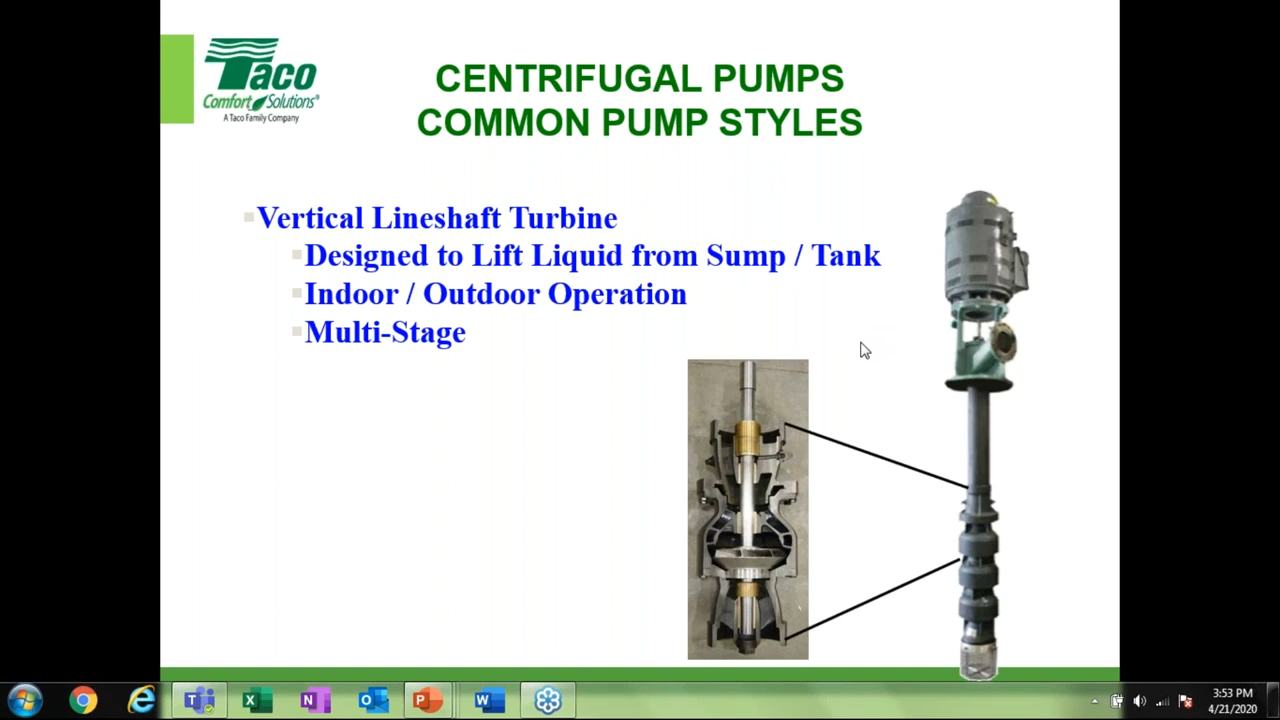 Taco
Comfort Solutions®
A Taco Family Company
CENTRIFUGAL PUMPS
COMMON PUMP STYLES
Vertical Lineshaft Turbine
Designed to Lift Liquid from Sump / Tank
Indoor / Outdoor Operation
Multi-Stage
3:53 PM
4/21/2020